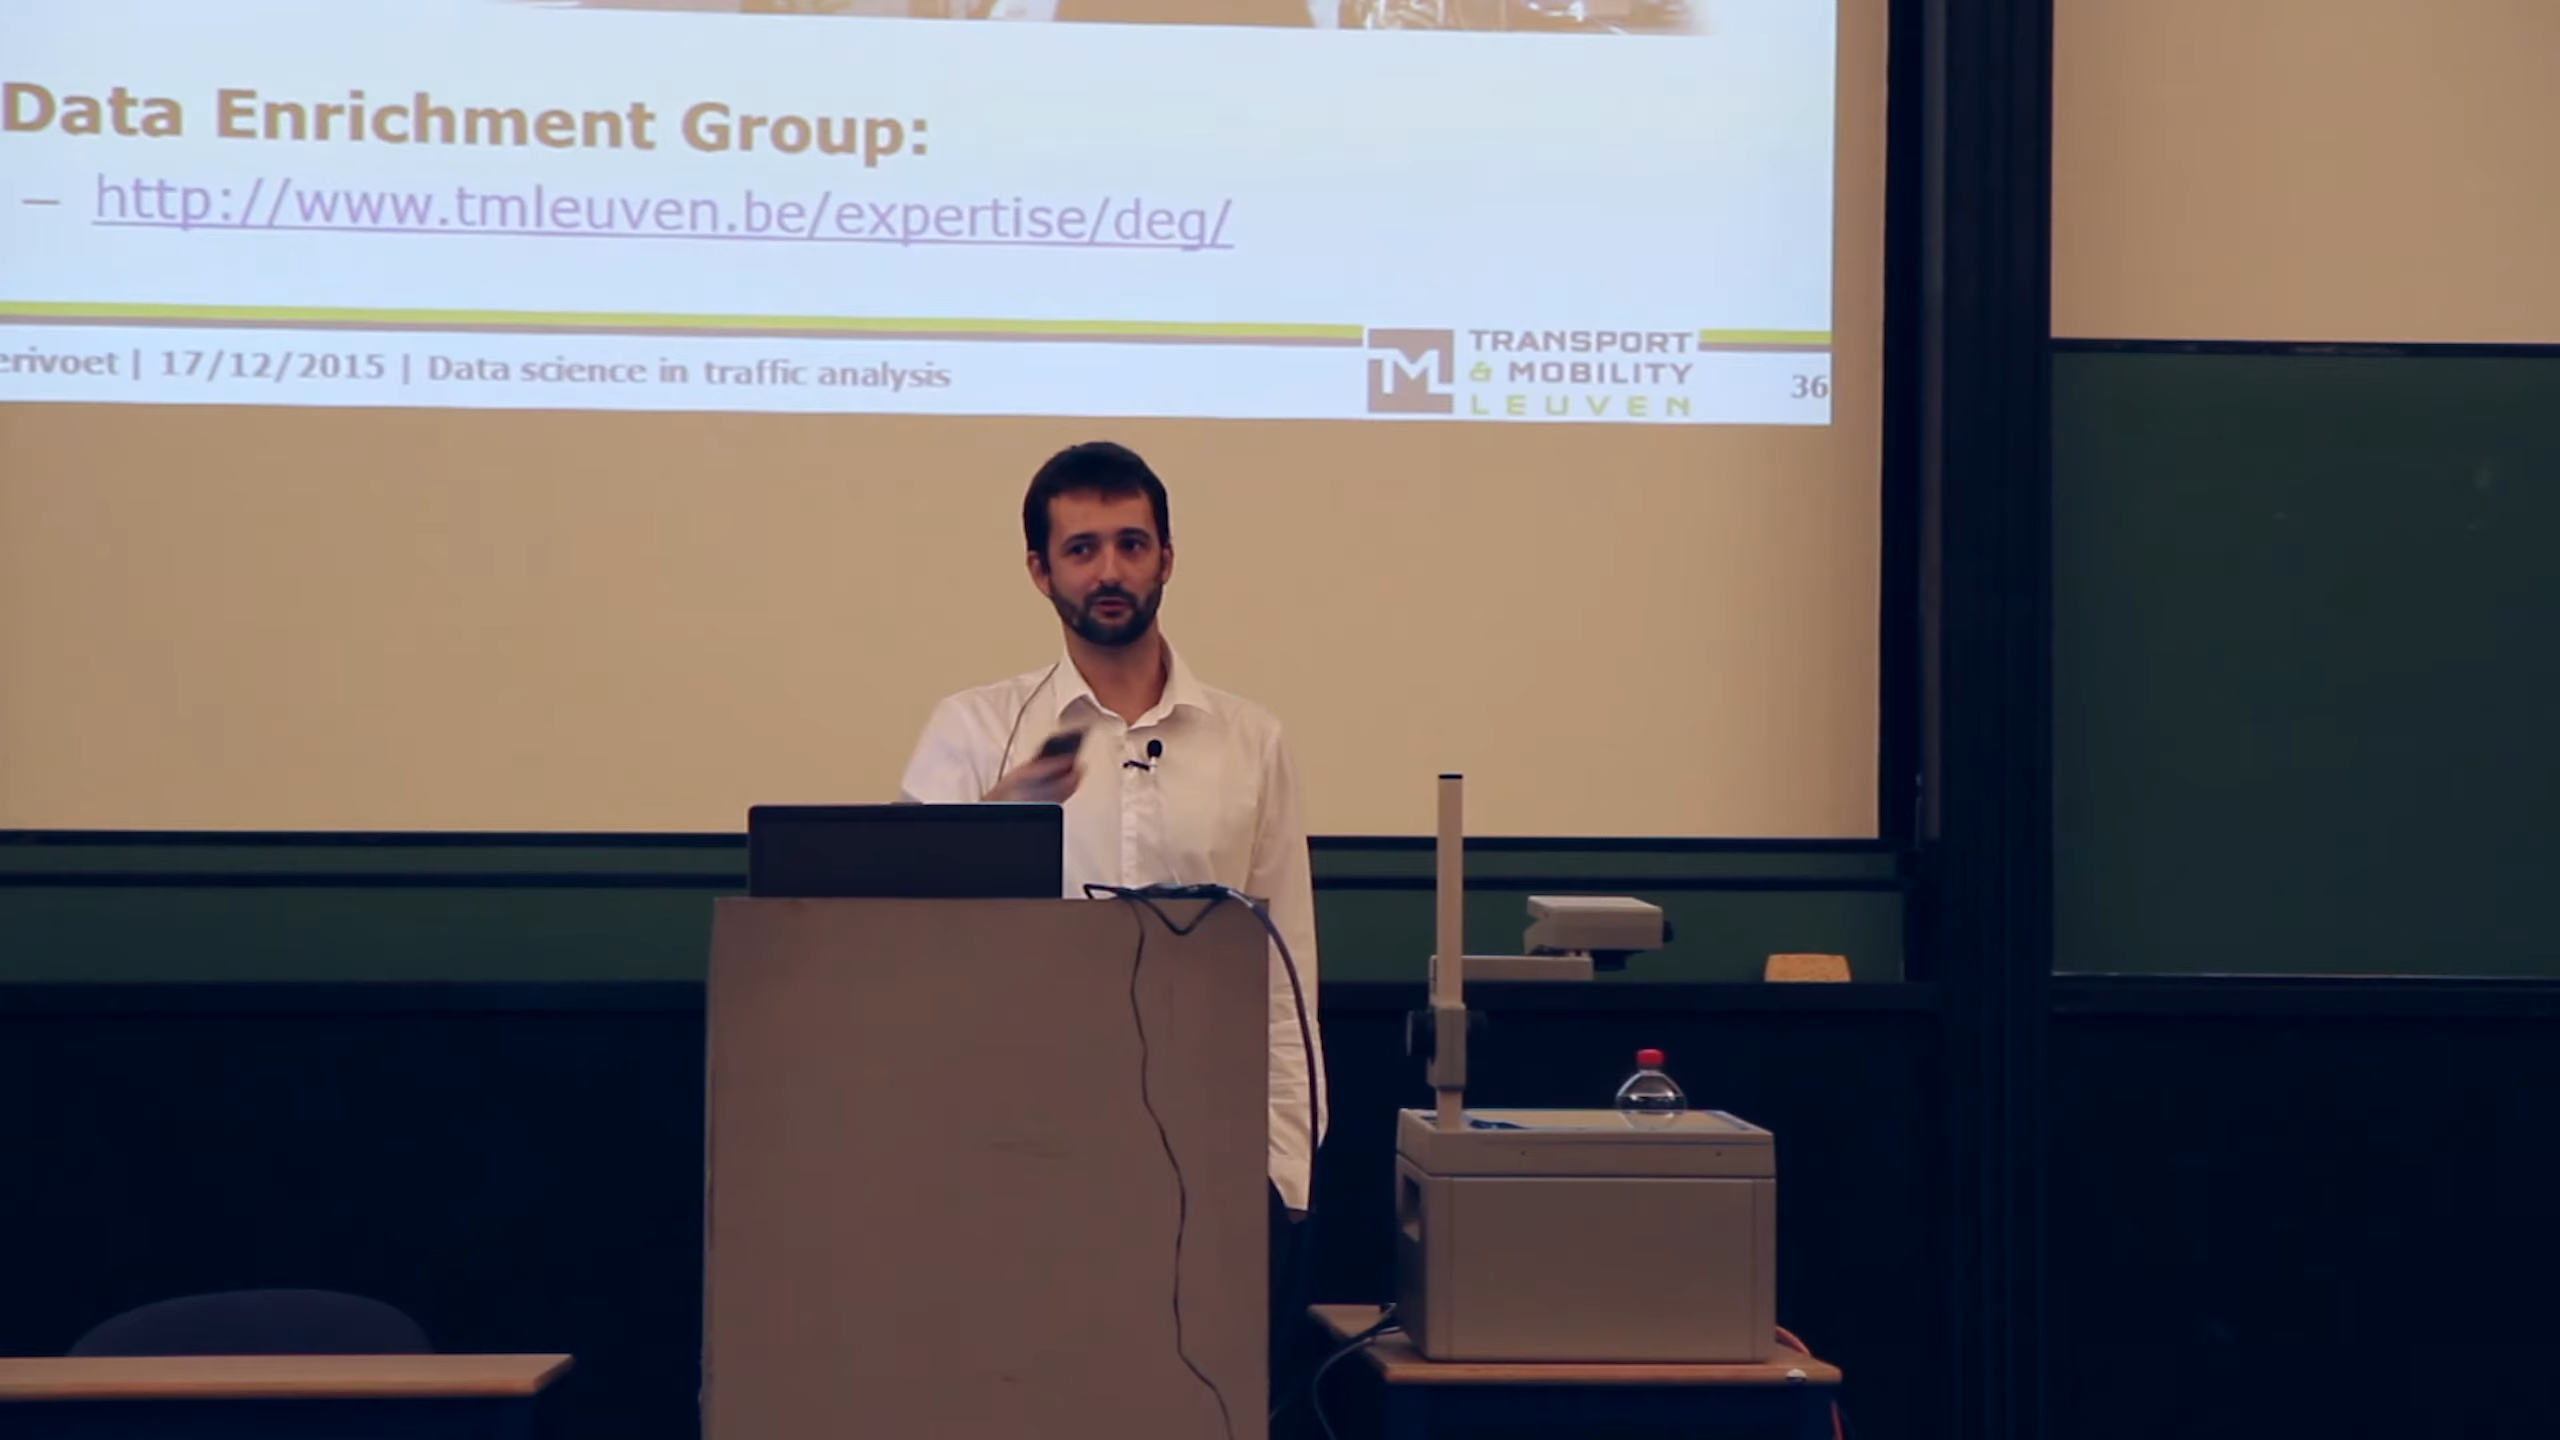 Data Enrichment Group:
– http://www.tmleuven.be/expertise/deg/
erivoet | 17/12/2015 | Data science in traffic analysis
TM
TRANSPORT
& MOBILITY
LEUVEN
36